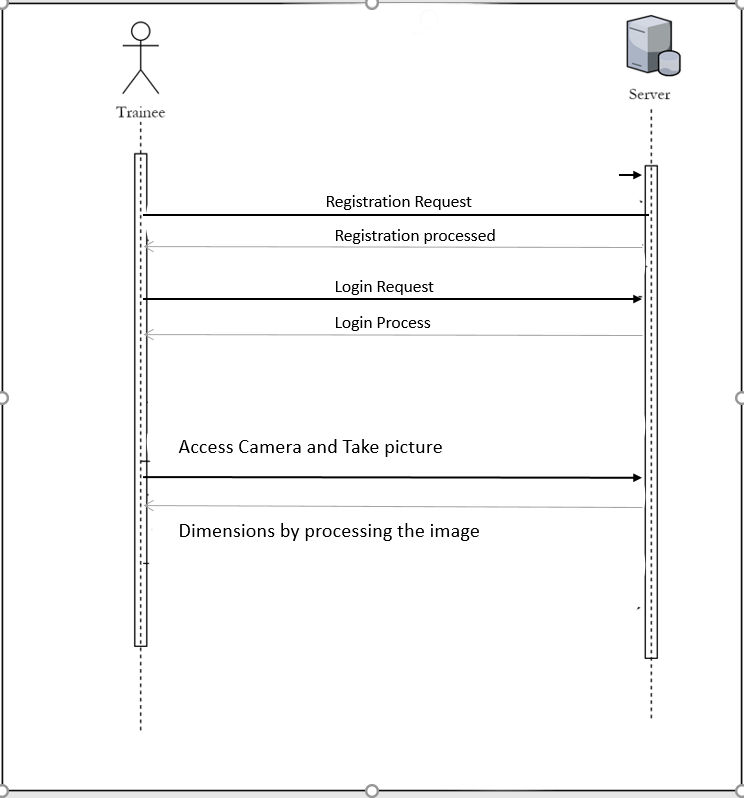 Trainee
Server
Registration Request
Registration processed
Login Request
Login Process
Access Camera and Take picture
Dimensions by processing the image